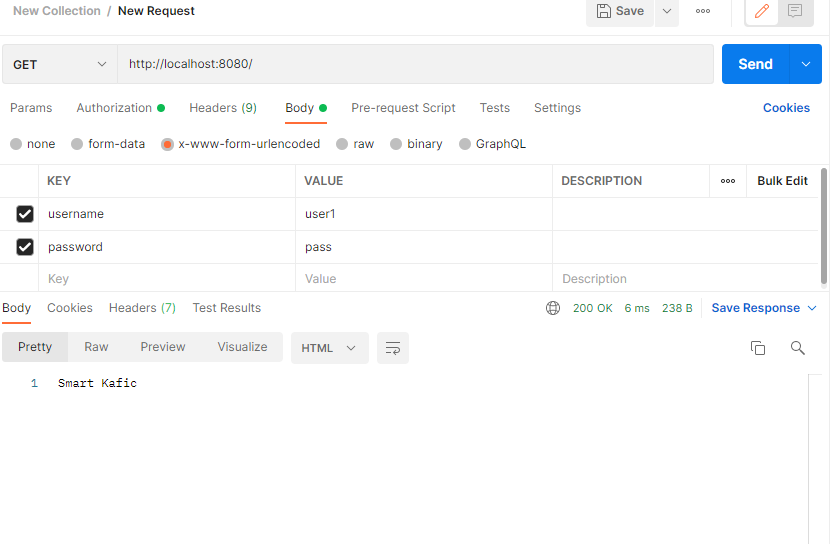 New Collection / New Request Save
GET http://localhost:8080/ Send
Params Authorization Headers (9) Body Pre-request Script Tests Settings Cookies
none form-data x-www-form-urlencoded raw binary GraphQL
KEY VALUE DESCRIPTION Bulk Edit
username user1
password pass
Key Value Description
Body Cookies Headers (7) Test Results 200 OK 6 ms 238 B Save Response
Pretty Raw Preview Visualize HTML
1 Smart Kafic